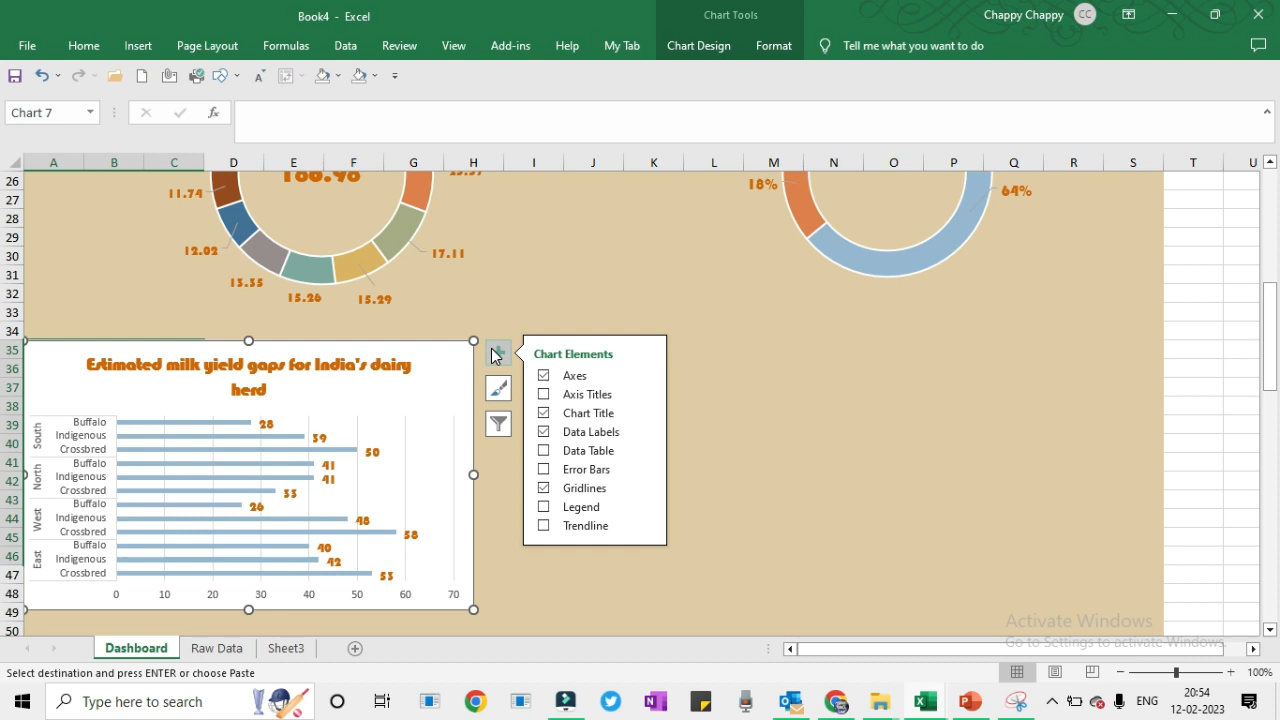 Book4 - Excel
Chart Tools
Chappy Chappy CC
File Home Insert Page Layout Formulas Data Review View Add-ins Help My Tab Chart Design Format Tell me what you want to do
Chart 7
fx
A B C D E F G H I J K L M N O P Q R S T U
26
27
28
29
30
31
32
33
34
35
36
37
38
39
40
41
42
43
44
45
46
47
48
49
50
11.74
12.02
13.35
15.26
15.29
17.11
18%
64%
Estimated milk yield gaps for India's dairy
herd
South
Buffalo 28
Indigenous 39
Crossbred 50
North
Buffalo 41
Indigenous 41
Crossbred 33
West
Buffalo 26
Indigenous 48
Crossbred 58
East
Buffalo 40
Indigenous 42
Crossbred 53
0 10 20 30 40 50 60 70
Chart Elements
Axes
Axis Titles
Chart Title
Data Labels
Data Table
Error Bars
Gridlines
Legend
Trendline
Activate Windows
Go to Settings to activate Windows.
Dashboard Raw Data Sheet3
Select destination and press ENTER or choose Paste
100%
Type here to search
ENG
20:54
12-02-2023